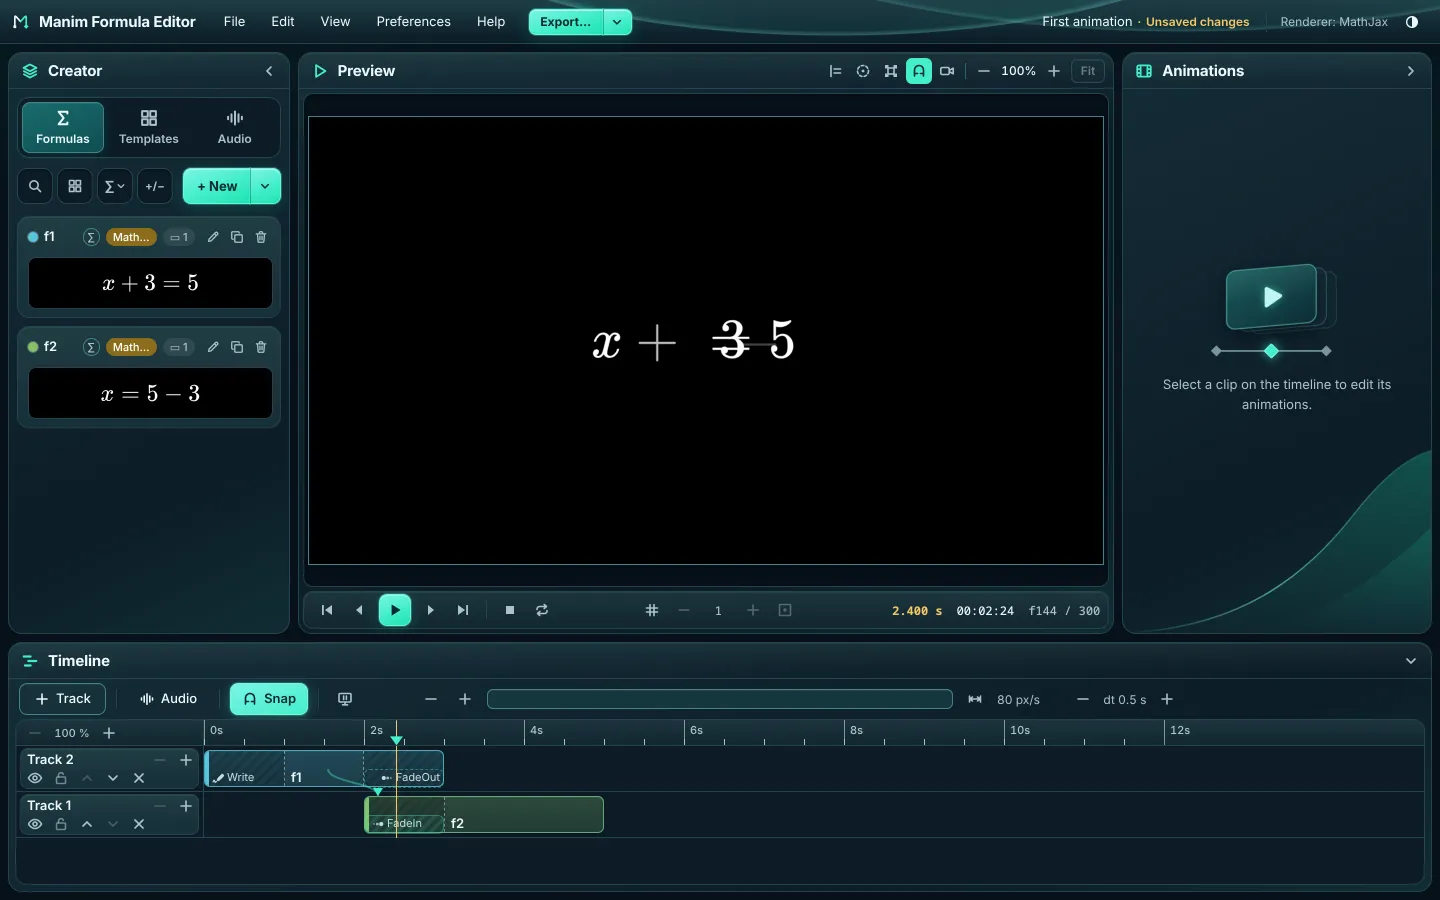 Manim Formula Editor File Edit View Preferences Help Export... First animation · Unsaved changes Renderer: MathJax
Creator
Formulas Templates Audio
+/− + New
f1 Σ Math... 1
x + 3 = 5
f2 Σ Math... 1
x = 5 − 3
Preview 100% Fit
x + 3 5
1 2.400 s 00:02:24 f144 / 300
Animations
Select a clip on the timeline to edit its
animations.
Timeline
+ Track Audio Snap 80 px/s dt 0.5 s
100 % 0s 2s 4s 6s 8s 10s 12s
Track 2
Write f1 FadeOut
Track 1
FadeIn f2